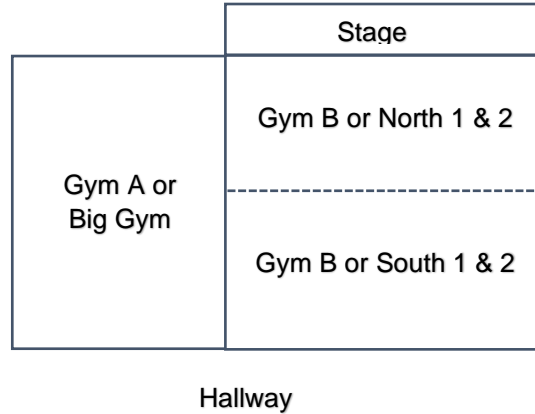 Stage
Gym B or North 1 & 2
Gym A or
Big Gym
Gym B or South 1 & 2
Hallway